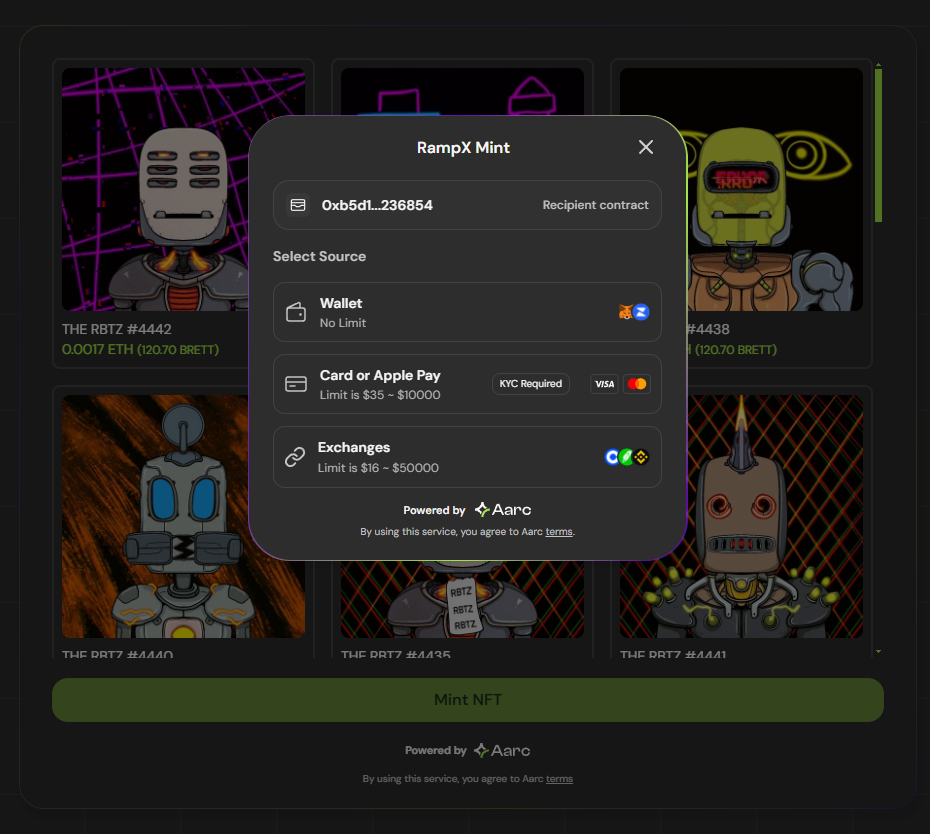 RampX Mint
0xb5d1...236854
Recipient contract
Select Source
Wallet
No Limit
Card or Apple Pay
Limit is $35 ~ $10000
KYC Required
VISA
Exchanges
Limit is $16 ~ $50000
Powered by Aarc
By using this service, you agree to Aarc terms.
THE RBTZ #4442
0.0017 ETH (120.70 BRETT)
#4438
(120.70 BRETT)
RBTZ
RBTZ
RBTZ
THE RBTZ #4440
THE RBTZ #4435
THE RBTZ #4441
Mint NFT
Powered by Aarc
By using this service, you agree to Aarc terms